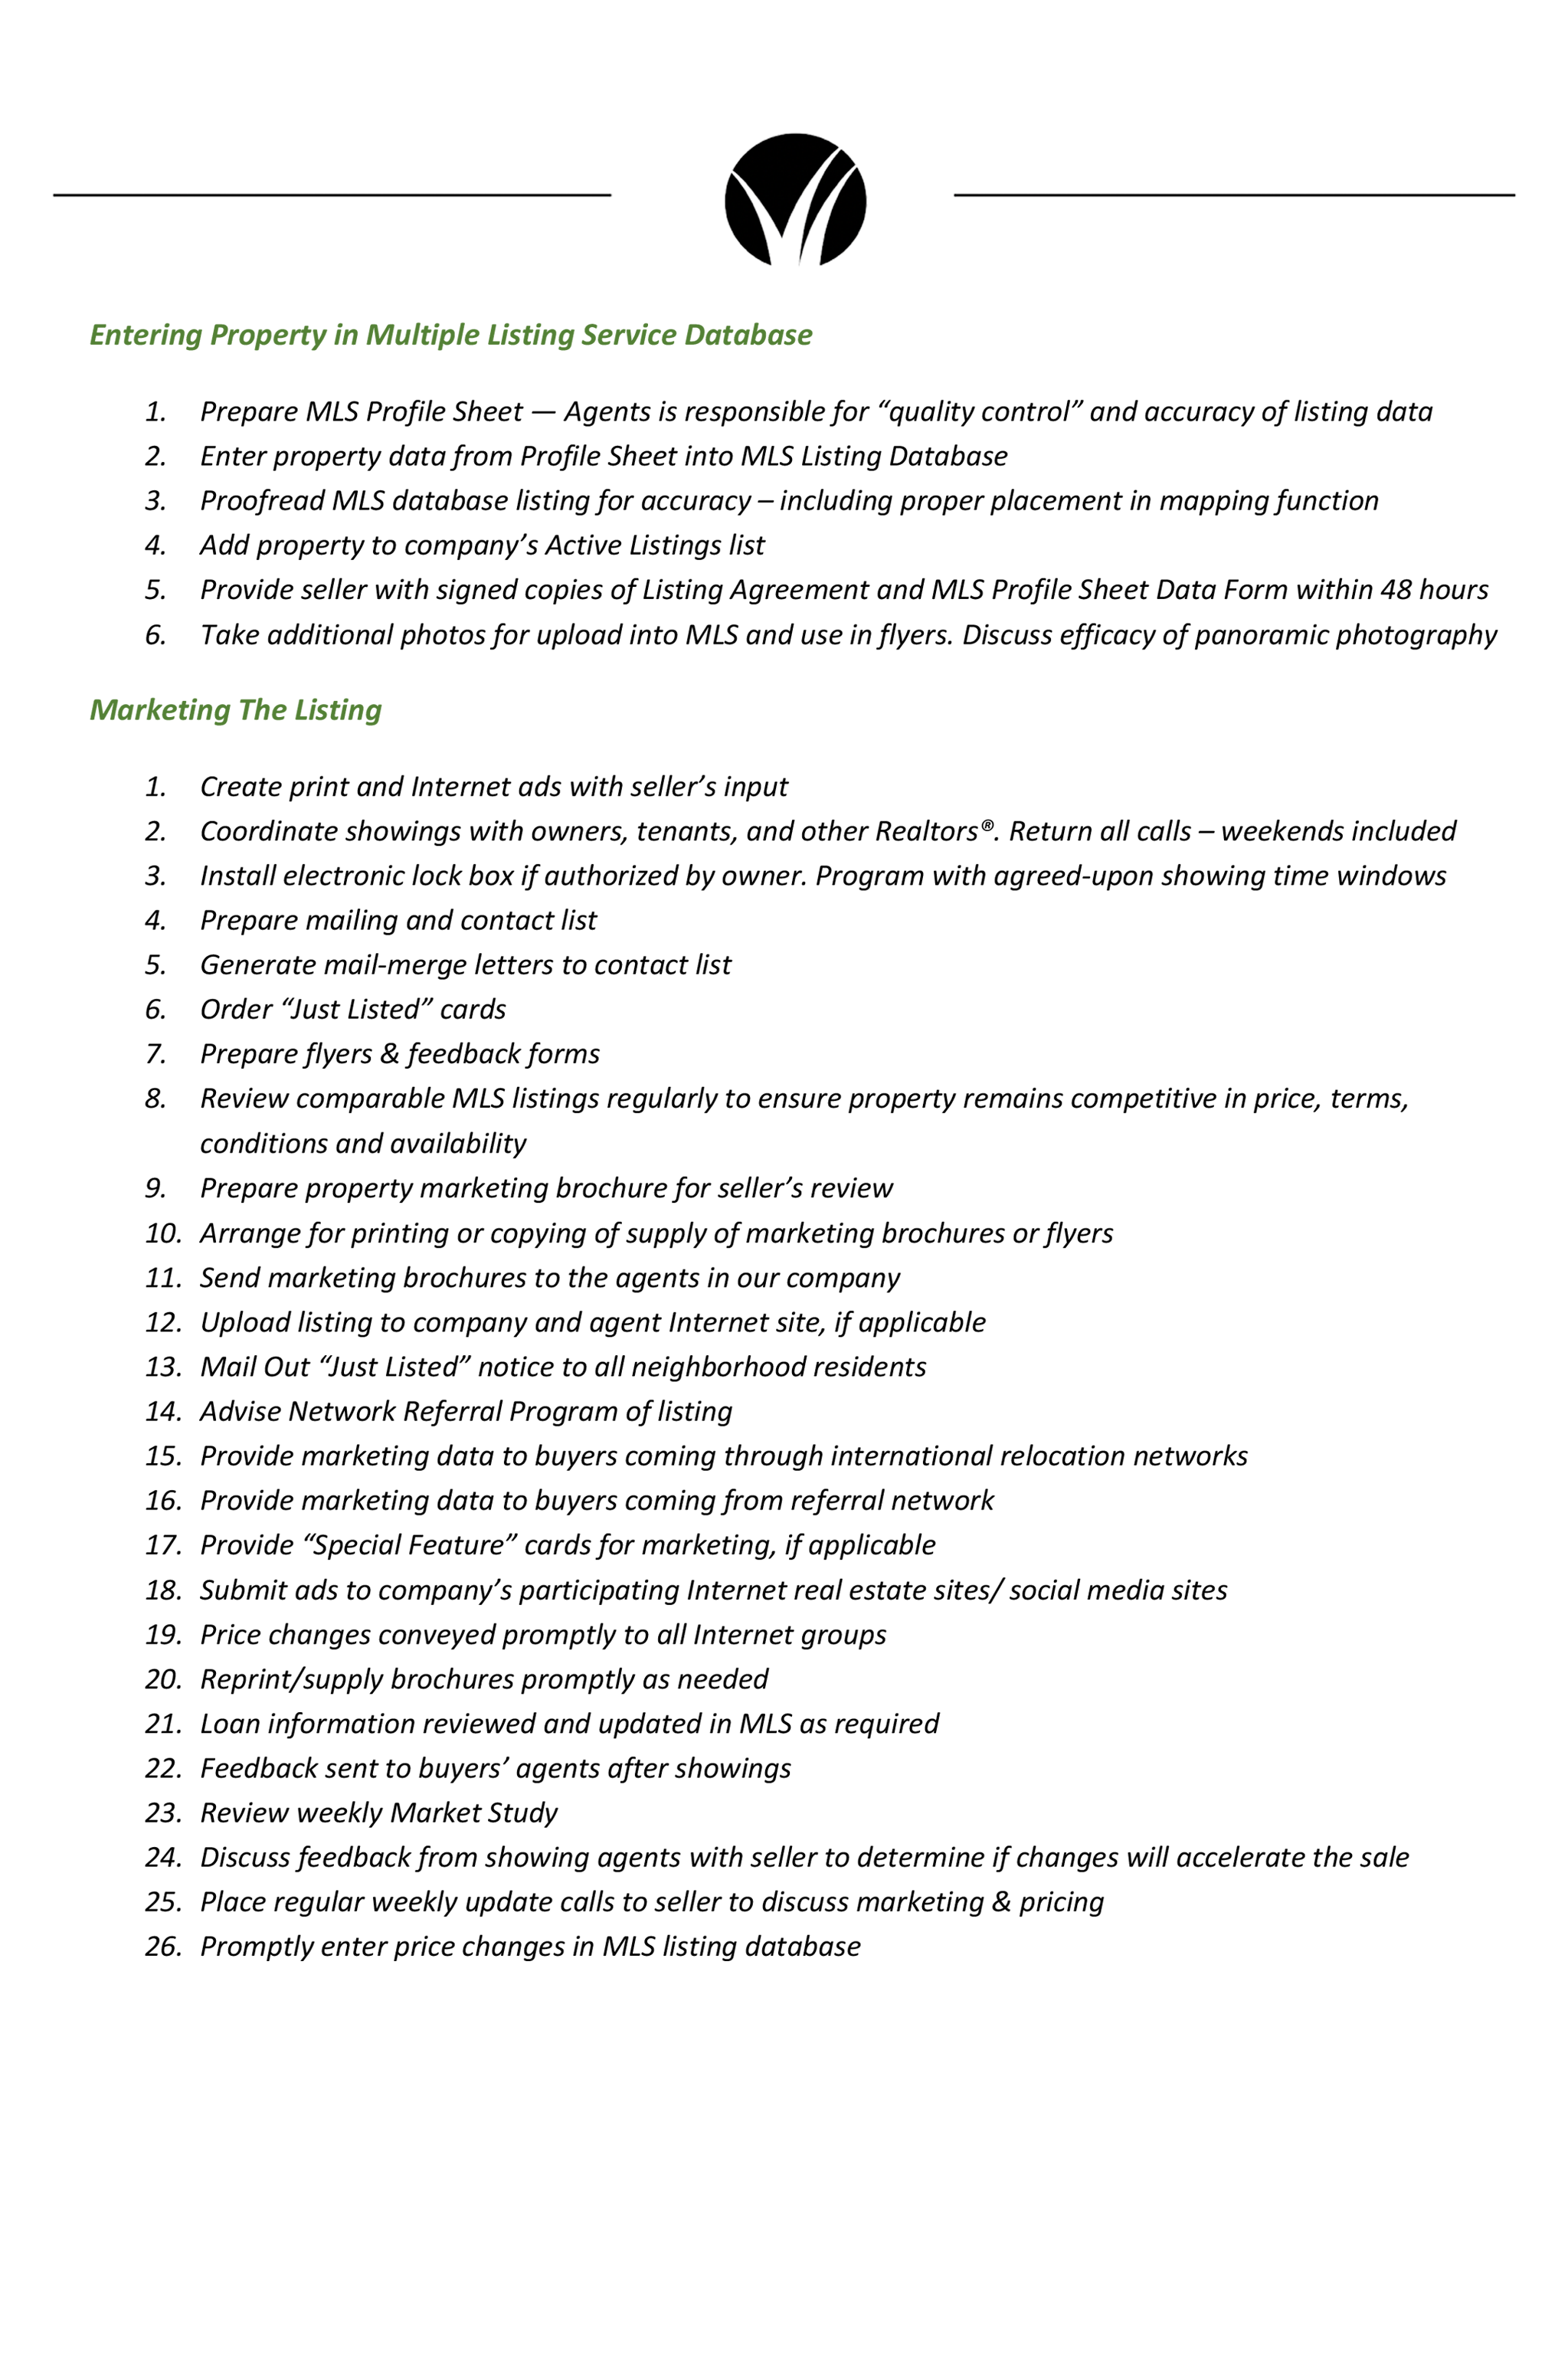 Entering Property in Multiple Listing Service Database
1. Prepare MLS Profile Sheet — Agents is responsible for “quality control” and accuracy of listing data
2. Enter property data from Profile Sheet into MLS Listing Database
3. Proofread MLS database listing for accuracy – including proper placement in mapping function
4. Add property to company’s Active Listings list
5. Provide seller with signed copies of Listing Agreement and MLS Profile Sheet Data Form within 48 hours
6. Take additional photos for upload into MLS and use in flyers. Discuss efficacy of panoramic photography
Marketing The Listing
1. Create print and Internet ads with seller’s input
2. Coordinate showings with owners, tenants, and other Realtors®. Return all calls – weekends included
3. Install electronic lock box if authorized by owner. Program with agreed-upon showing time windows
4. Prepare mailing and contact list
5. Generate mail-merge letters to contact list
6. Order “Just Listed” cards
7. Prepare flyers & feedback forms
8. Review comparable MLS listings regularly to ensure property remains competitive in price, terms,
conditions and availability
9. Prepare property marketing brochure for seller’s review
10. Arrange for printing or copying of supply of marketing brochures or flyers
11. Send marketing brochures to the agents in our company
12. Upload listing to company and agent Internet site, if applicable
13. Mail Out “Just Listed” notice to all neighborhood residents
14. Advise Network Referral Program of listing
15. Provide marketing data to buyers coming through international relocation networks
16. Provide marketing data to buyers coming from referral network
17. Provide “Special Feature” cards for marketing, if applicable
18. Submit ads to company’s participating Internet real estate sites/ social media sites
19. Price changes conveyed promptly to all Internet groups
20. Reprint/supply brochures promptly as needed
21. Loan information reviewed and updated in MLS as required
22. Feedback sent to buyers’ agents after showings
23. Review weekly Market Study
24. Discuss feedback from showing agents with seller to determine if changes will accelerate the sale
25. Place regular weekly update calls to seller to discuss marketing & pricing
26. Promptly enter price changes in MLS listing database